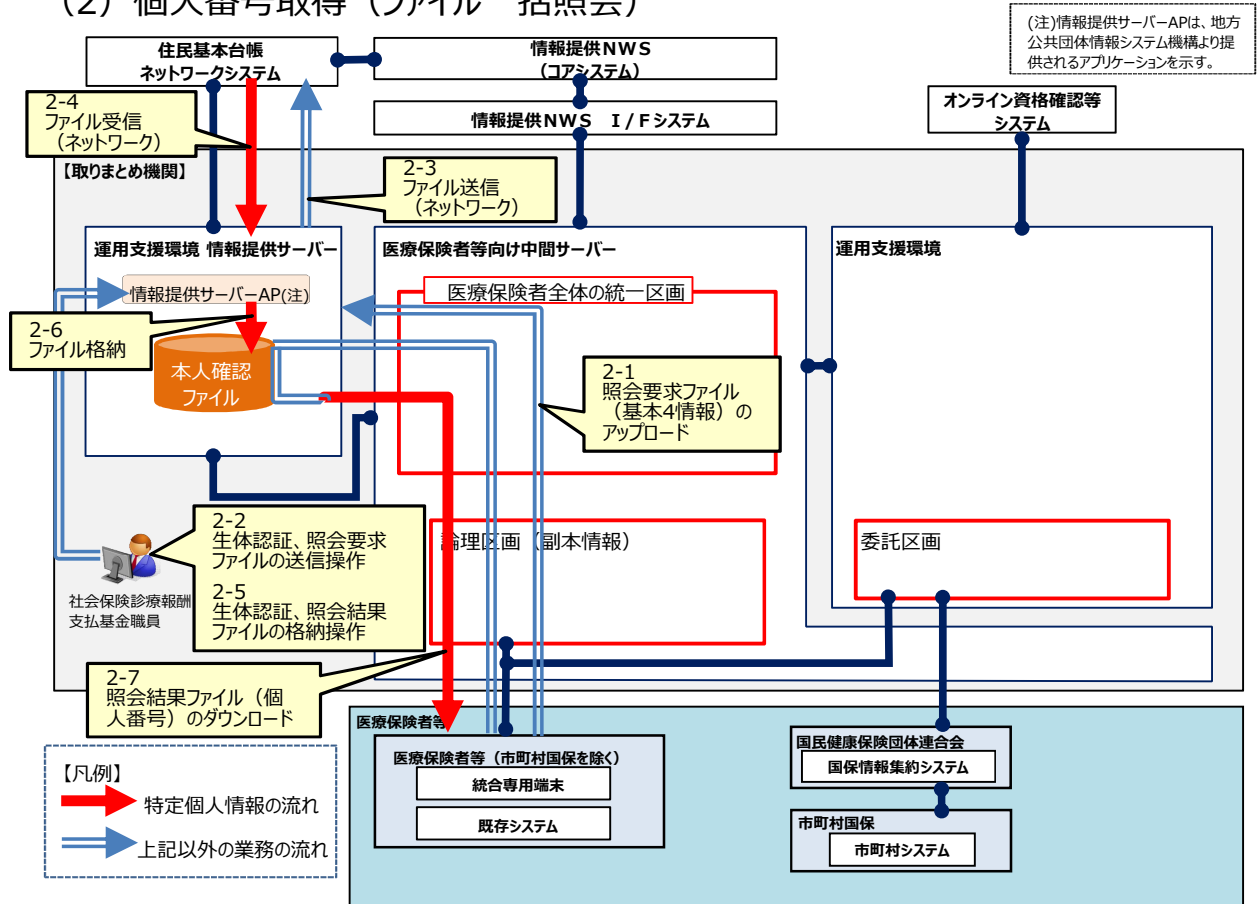 （2）個人番号取得（ファイル一括照会）
(注)情報提供サーバーAPは、地方
公共団体情報システム機構より提
供されるアプリケーションを示す。
住民基本台帳
ネットワークシステム
情報提供NWS
（コアシステム）
情報提供NWS　I/Fシステム
オンライン資格確認等
システム
2-4
ファイル受信
（ネットワーク）
【取りまとめ機関】
2-3
ファイル送信
（ネットワーク）
運用支援環境 情報提供サーバー
医療保険者等向け中間サーバー
運用支援環境
情報提供サーバーAP(注)
医療保険者全体の統一区画
2-6
ファイル格納
本人確認
ファイル
2-1
照会要求ファイル
（基本4情報）の
アップロード
2-2
生体認証、照会要求
ファイルの送信操作
2-5
生体認証、照会結果
ファイルの格納操作
論理区画（副本情報）
委託区画
社会保険診療報酬
支払基金職員
2-7
照会結果ファイル（個
人番号）のダウンロード
医療保険者等
医療保険者等（市町村国保を除く）
統合専用端末
既存システム
国民健康保険団体連合会
国保情報集約システム
市町村国保
市町村システム
【凡例】
特定個人情報の流れ
上記以外の業務の流れ